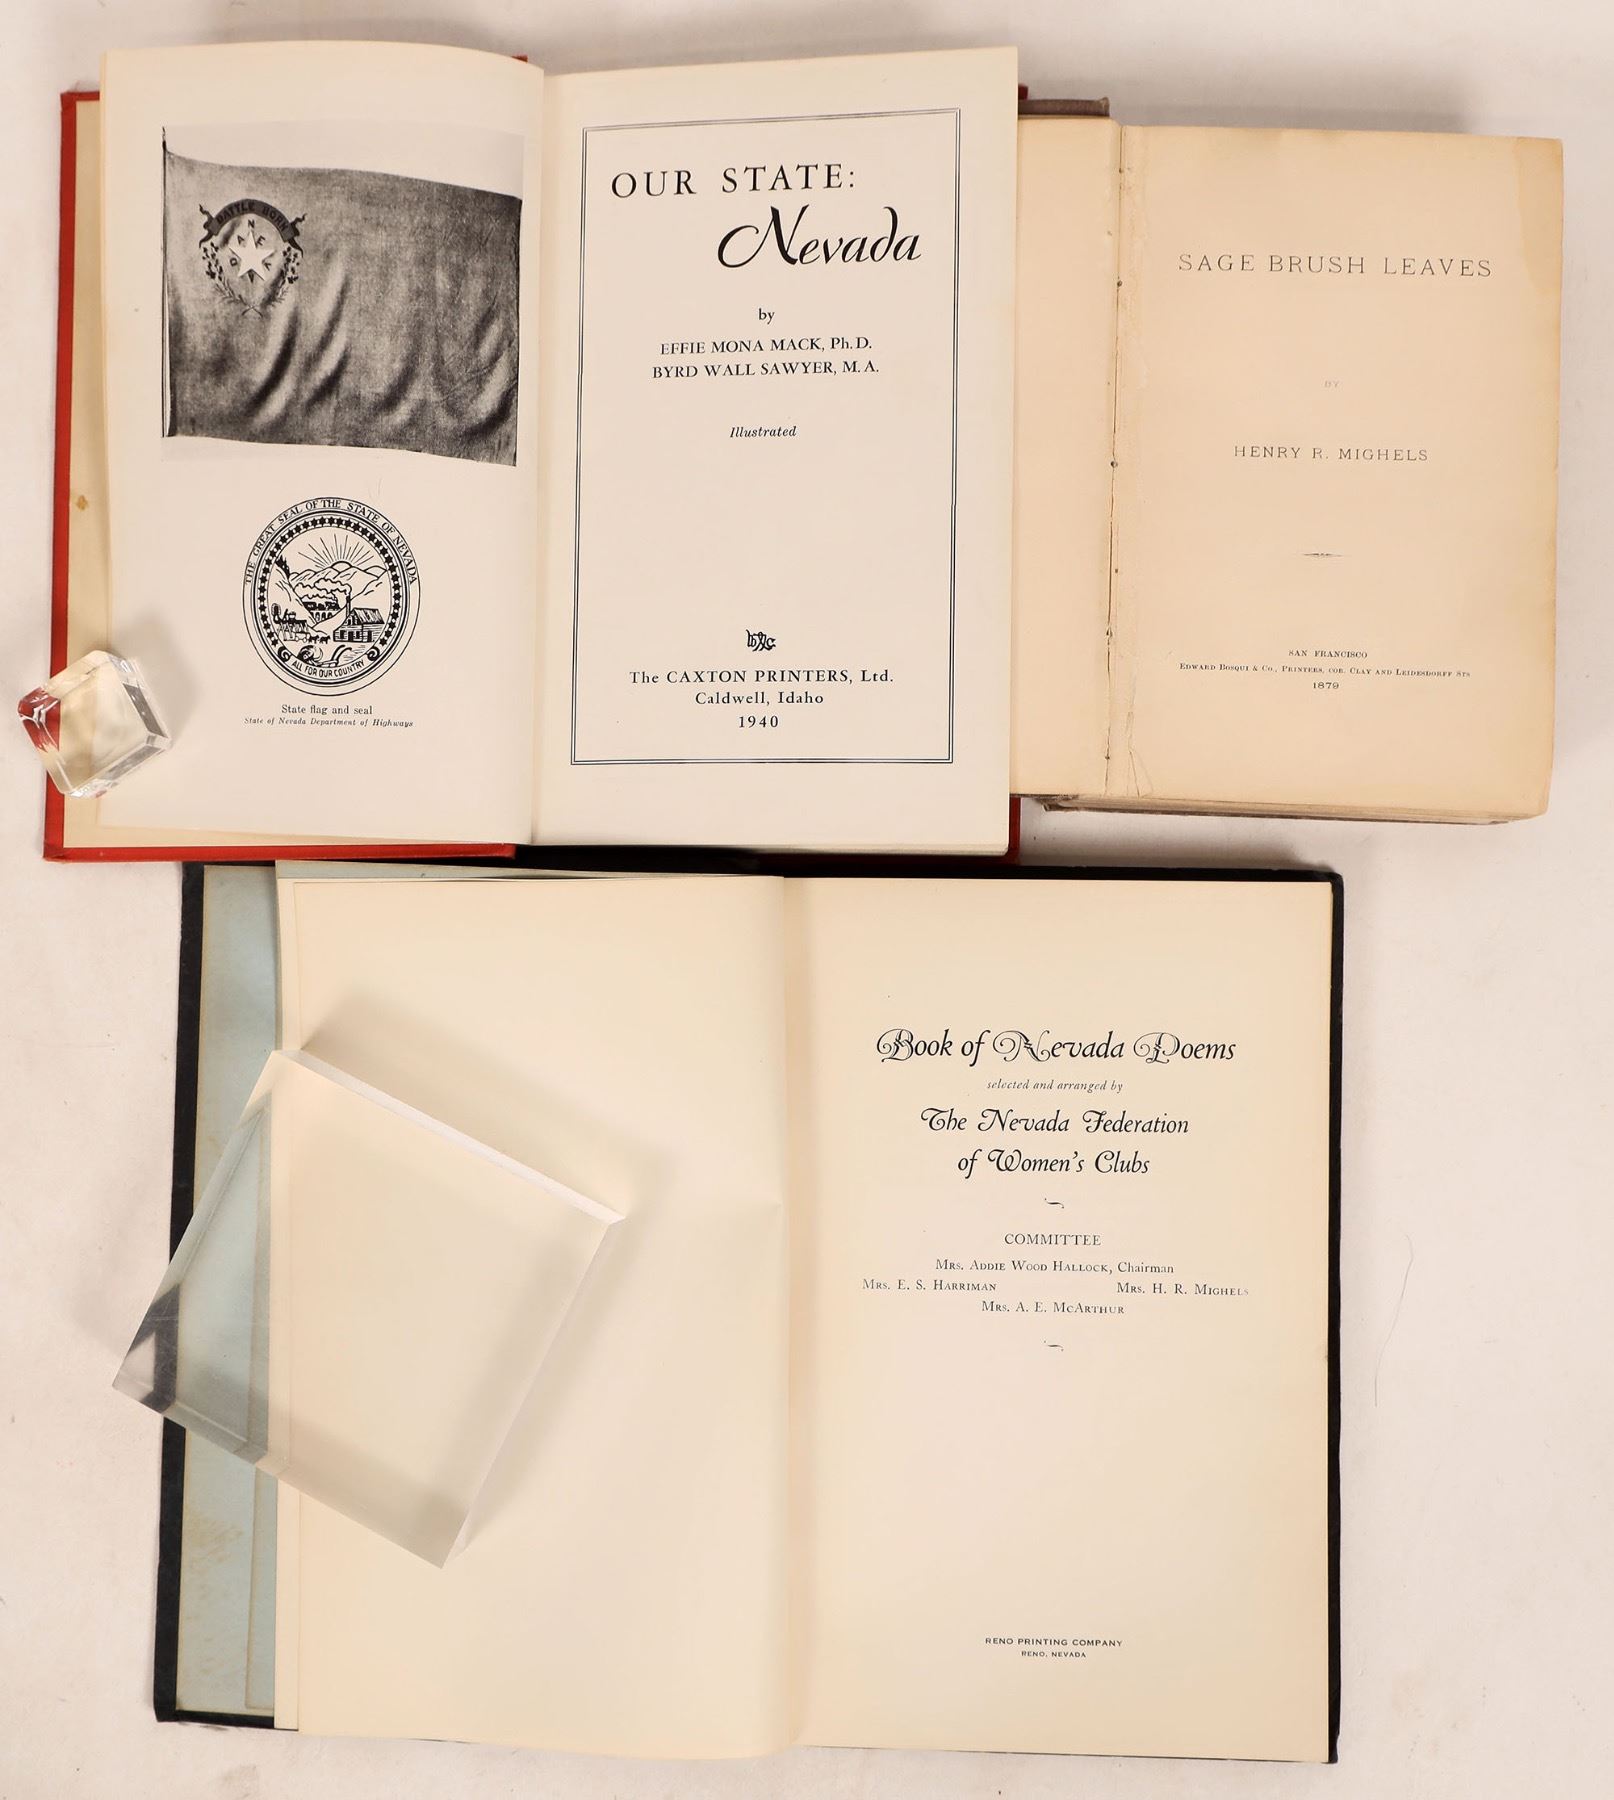 BATTLE BORN
NEVADA
THE GREAT SEAL OF THE STATE OF NEVADA
ALL FOR OUR COUNTRY
State flag and seal
State of Nevada Department of Highways
OUR STATE:
Nevada
by
EFFIE MONA MACK, Ph.D.
BYRD WALL SAWYER, M.A.
Illustrated
The CAXTON PRINTERS, Ltd.
Caldwell, Idaho
1940
SAGE BRUSH LEAVES
BY
HENRY R. MIGHELS
SAN FRANCISCO
EDWARD BOSQUI & CO., PRINTERS, COR. CLAY AND LEIDESDORFF STS
1879
Book of Nevada Poems
selected and arranged by
The Nevada Federation
of Women's Clubs
COMMITTEE
MRS. ADDIE WOOD HALLOCK, Chairman
MRS. E. S. HARRIMAN MRS. H. R. MIGHELS
MRS. A. E. MCARTHUR
RENO PRINTING COMPANY
RENO, NEVADA